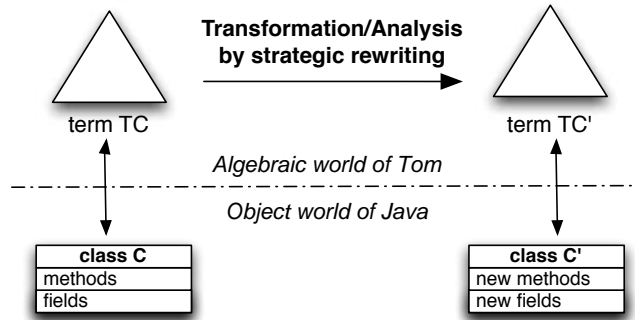 Transformation/Analysis
by strategic rewriting
term TC
term TC'
Algebraic world of Tom
Object world of Java
class C
methods
fields
class C'
new methods
new fields